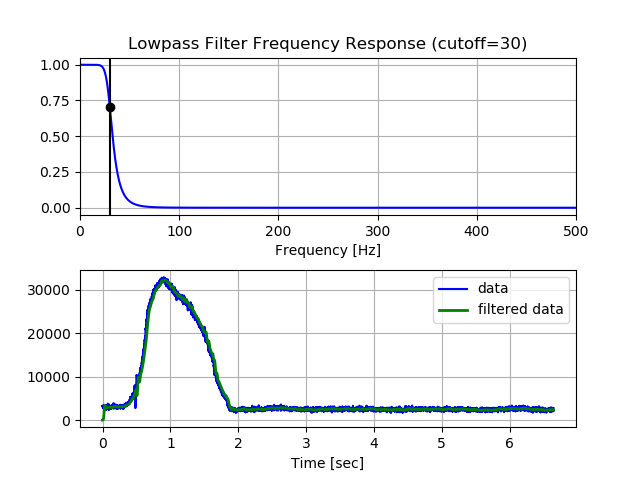 Lowpass Filter Frequency Response (cutoff=30)
1.00
0.75
0.50
0.25
0.00
0 100 200 300 400 500
Frequency [Hz]
30000
20000
10000
0
data
filtered data
0 1 2 3 4 5 6
Time [sec]